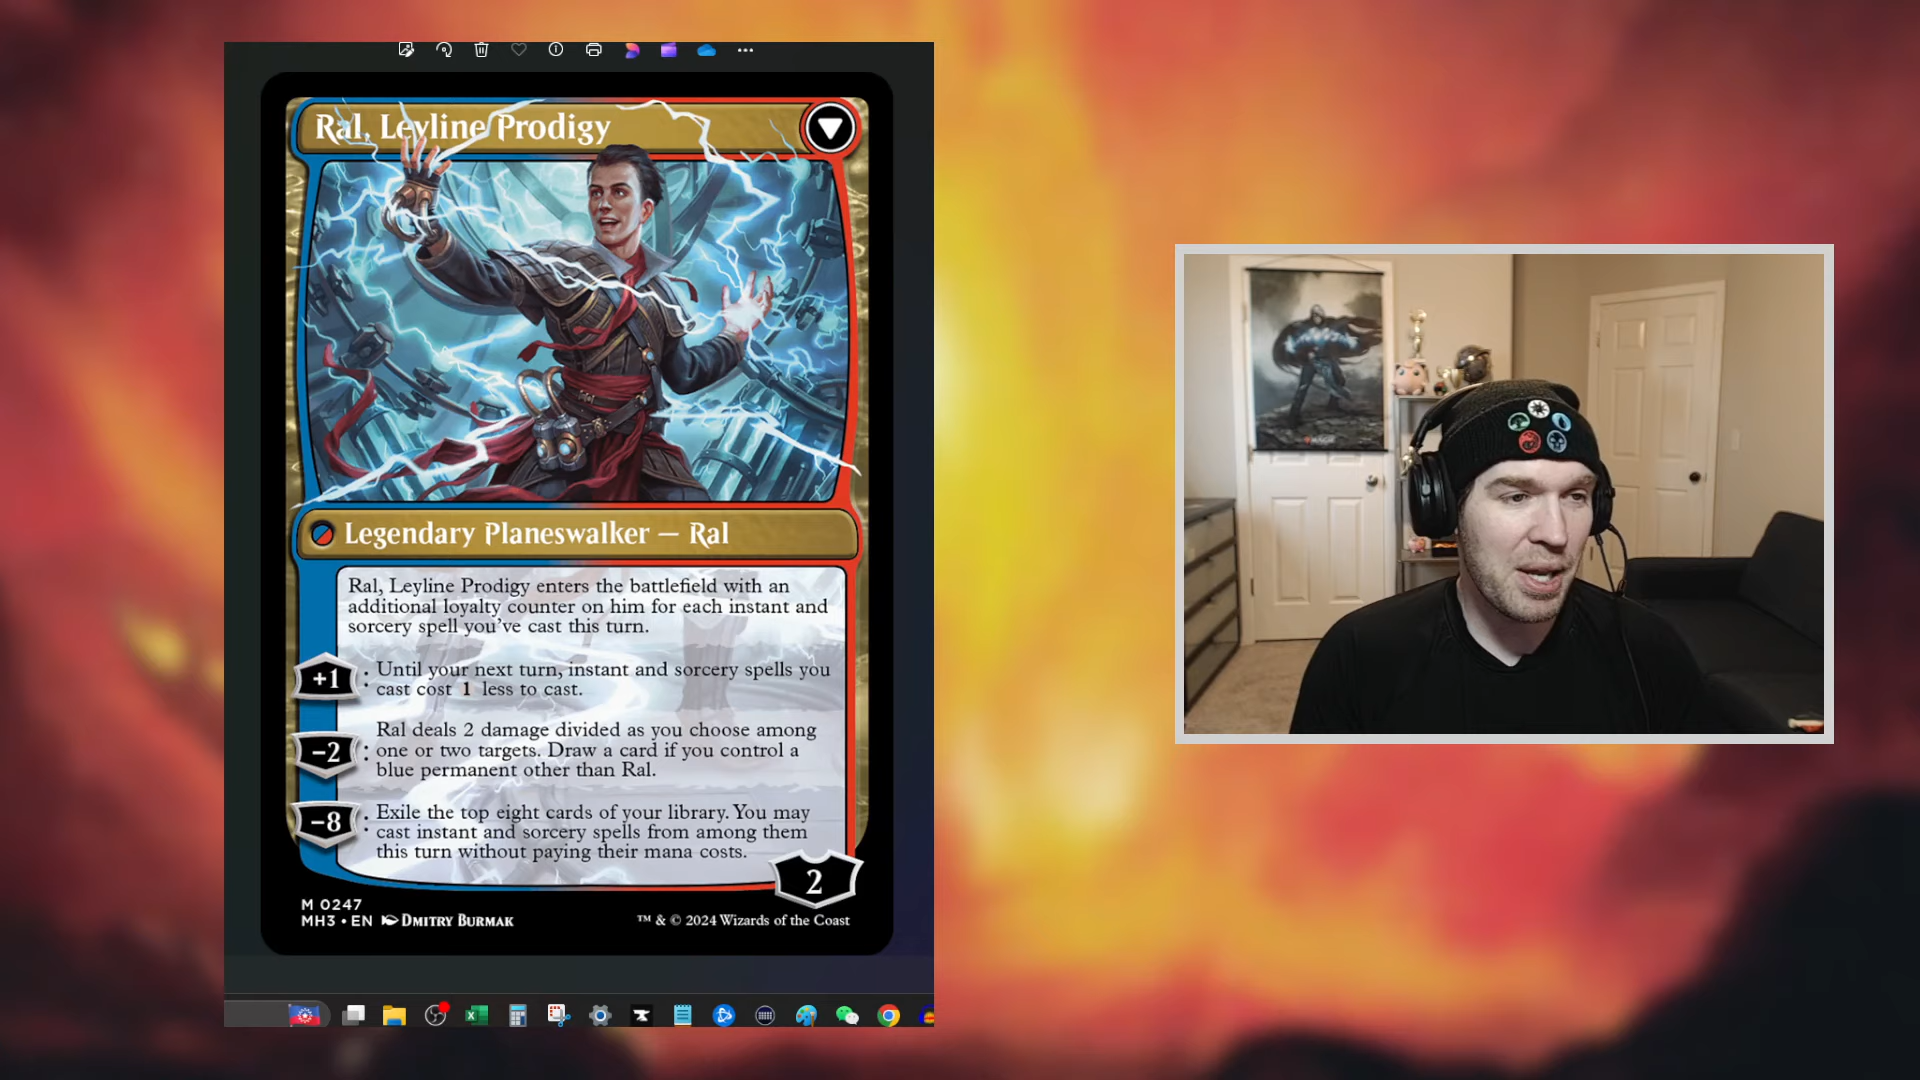 Ral, Leyline Prodigy
Legendary Planeswalker — Ral
Ral, Leyline Prodigy enters the battlefield with an
additional loyalty counter on him for each instant and
sorcery spell you've cast this turn.
+1: Until your next turn, instant and sorcery spells you
cast cost 1 less to cast.
−2: Ral deals 2 damage divided as you choose among
one or two targets. Draw a card if you control a
blue permanent other than Ral.
−8: Exile the top eight cards of your library. You may
cast instant and sorcery spells from among them
this turn without paying their mana costs.
2
M 0247
MH3 • EN DMITRY BURMAK
™ & © 2024 Wizards of the Coast